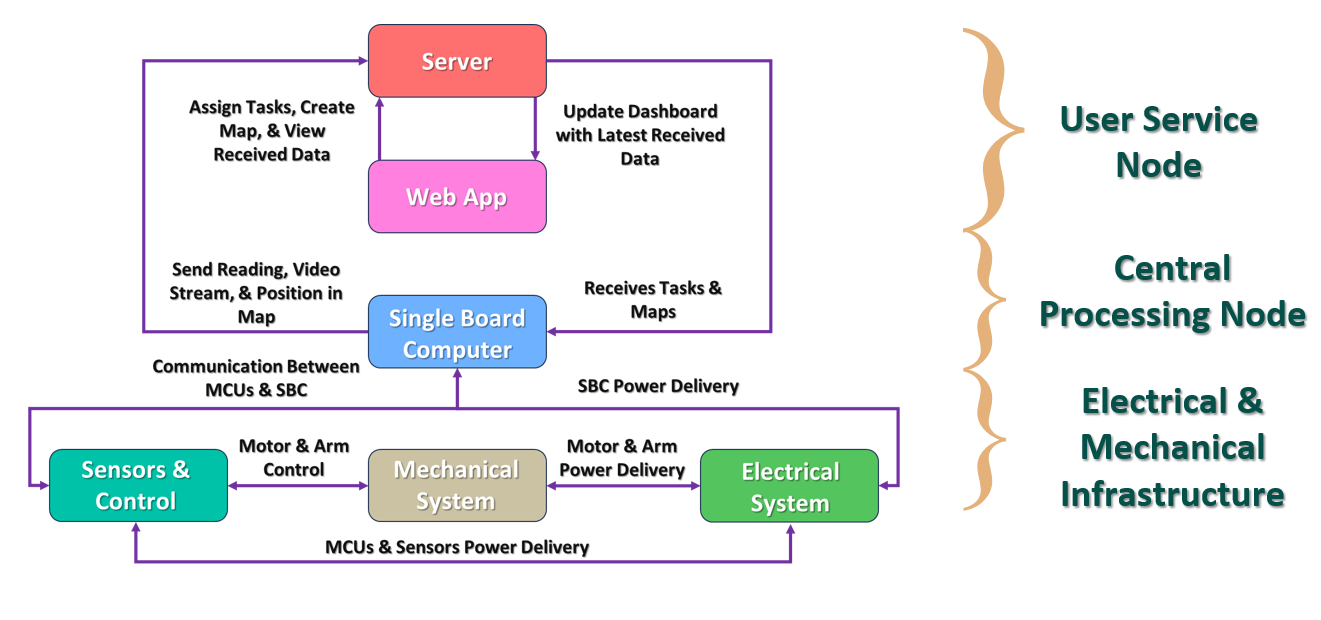 Server
Assign Tasks, Create
Map, & View
Received Data
Update Dashboard
with Latest Received
Data
Web App
User Service
Node
Send Reading, Video
Stream, & Position in
Map
Receives Tasks &
Maps
Single Board
Computer
Central
Processing Node
Communication Between
MCUs & SBC
SBC Power Delivery
Sensors &
Control
Motor & Arm
Control
Mechanical
System
Motor & Arm
Power Delivery
Electrical
System
MCUs & Sensors Power Delivery
Electrical &
Mechanical
Infrastructure